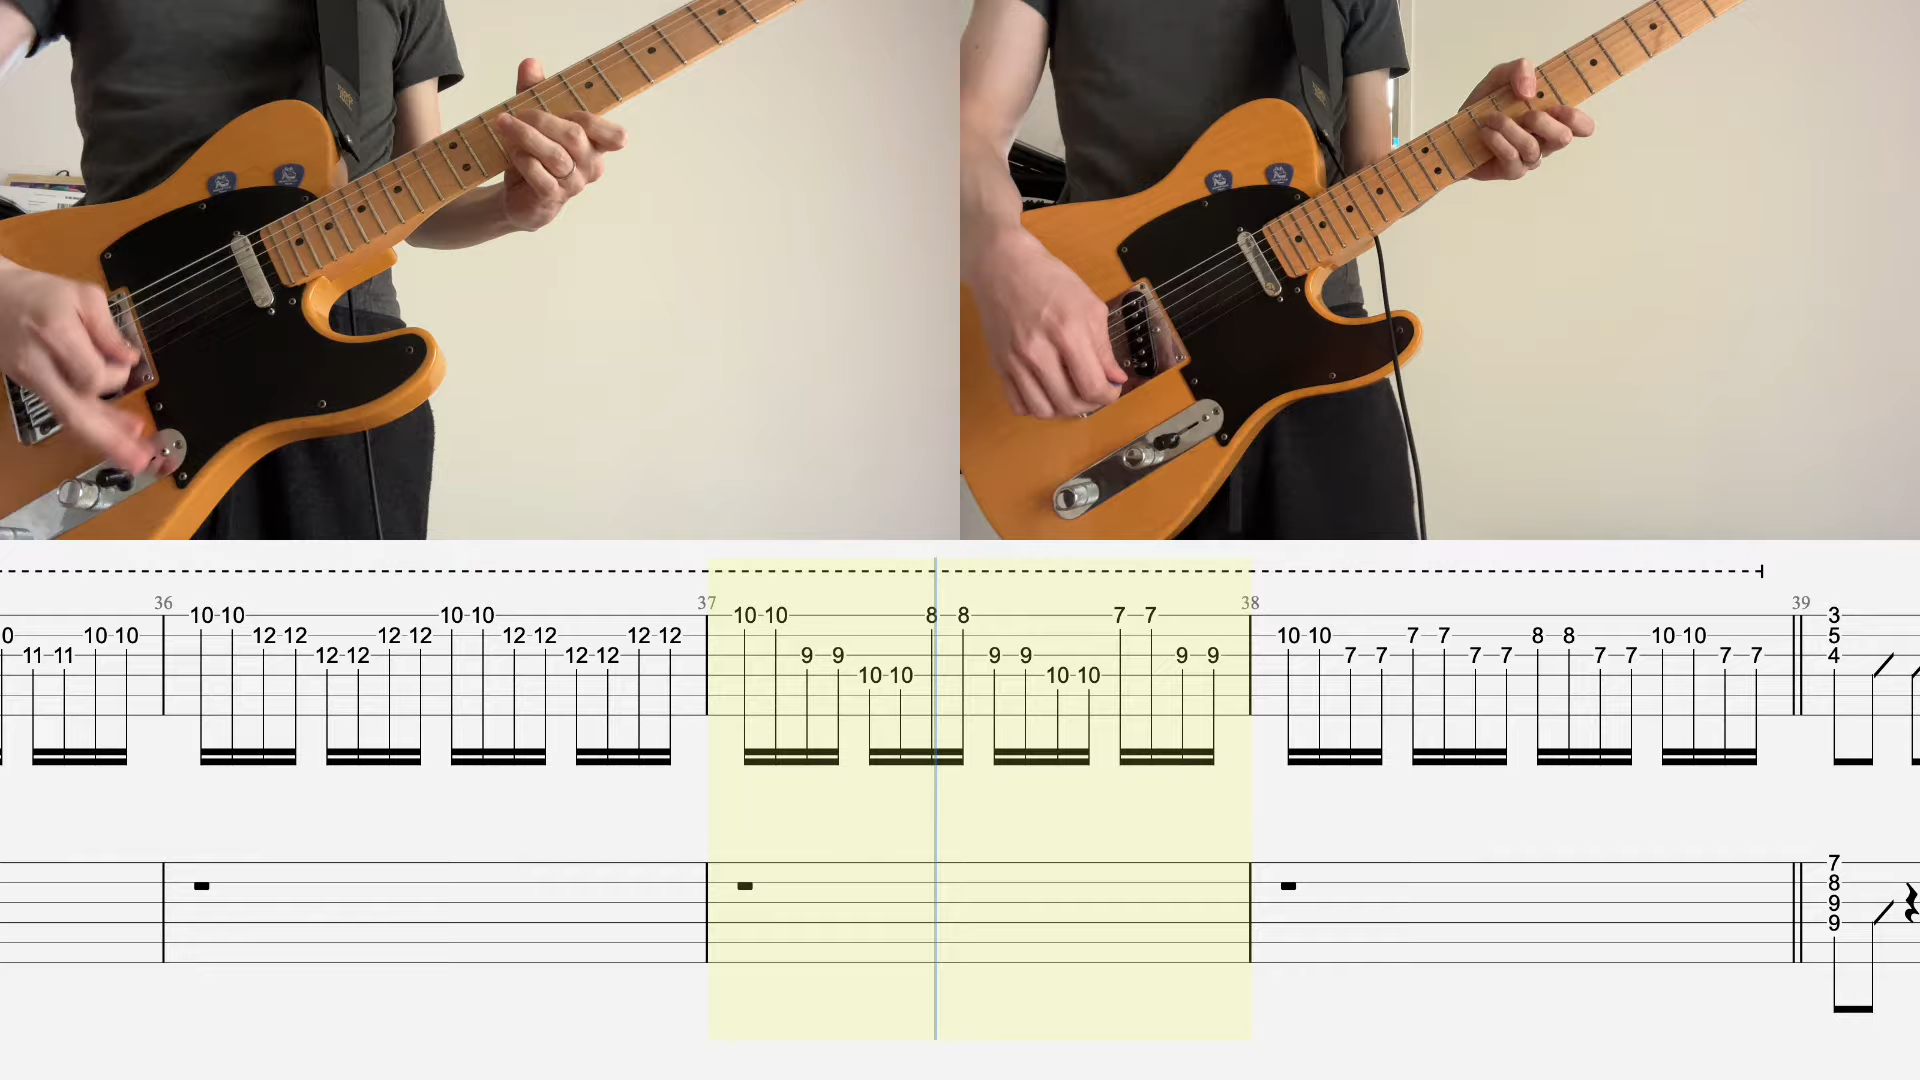 36 37 38 39
10 10 10 10 10 10 8 8 7 7 3
0 10 10 12 12 12 12 12 12 12 12 10 10 7 7 8 8 10 10 5
11 11 12 12 12 12 9 9 9 9 9 9 7 7 7 7 7 7 7 7 4
10 10 10 10
7
8
9
9